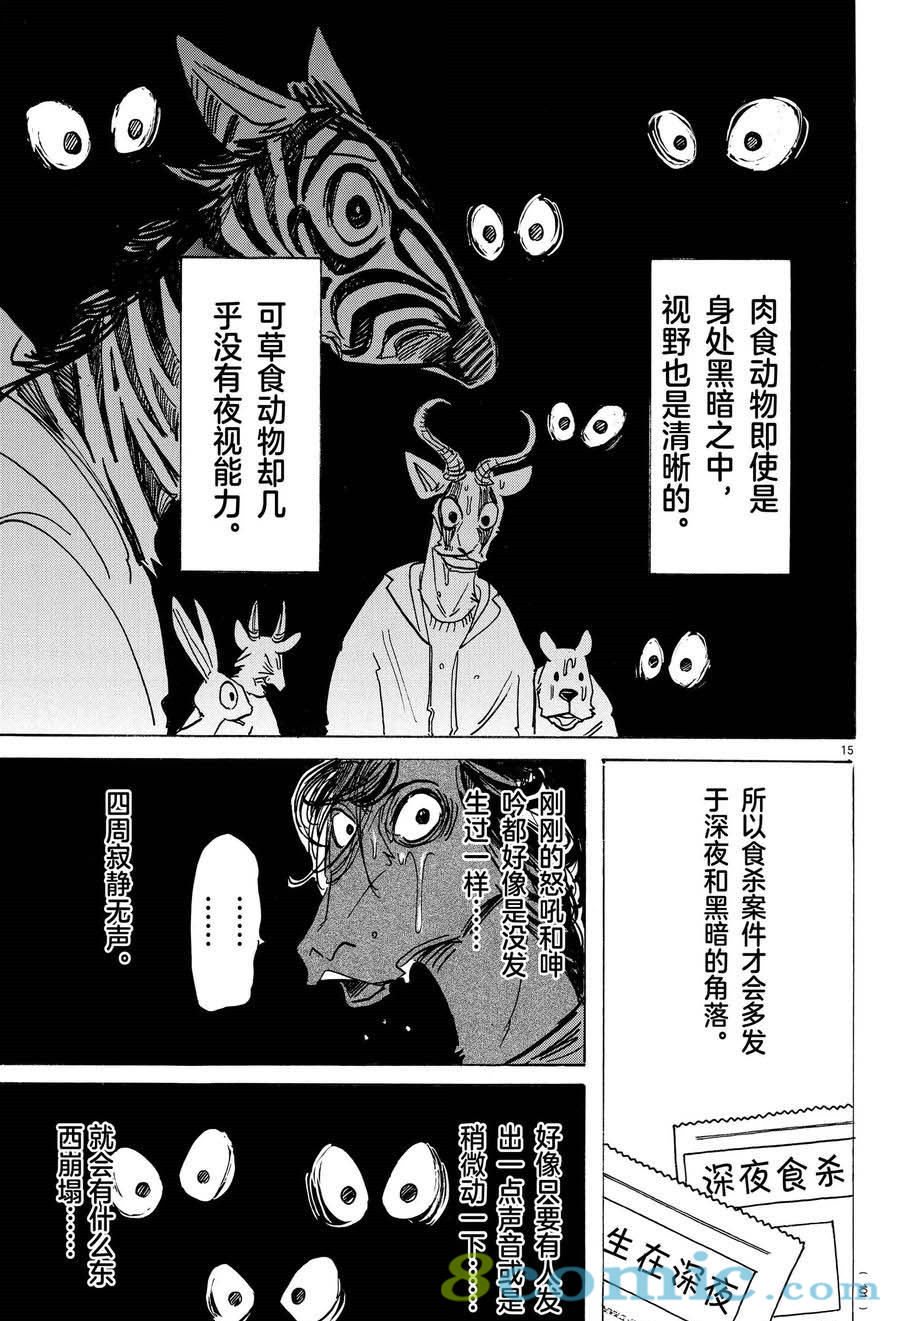 肉食动物即使是
身处黑暗之中，
视野也是清晰的。
可草食动物却几
乎没有夜视能力。
15
所以食杀案件才会多发
于深夜和黑暗的角落。
深夜食杀
生在深夜
刚刚的怒吼和呻
吟都好像是没发
生过一样……
……
……
四周寂静无声。
好像只要有人发
出一点声音或是
稍微动一下……
就会有什么东
西崩塌……
8comic.com